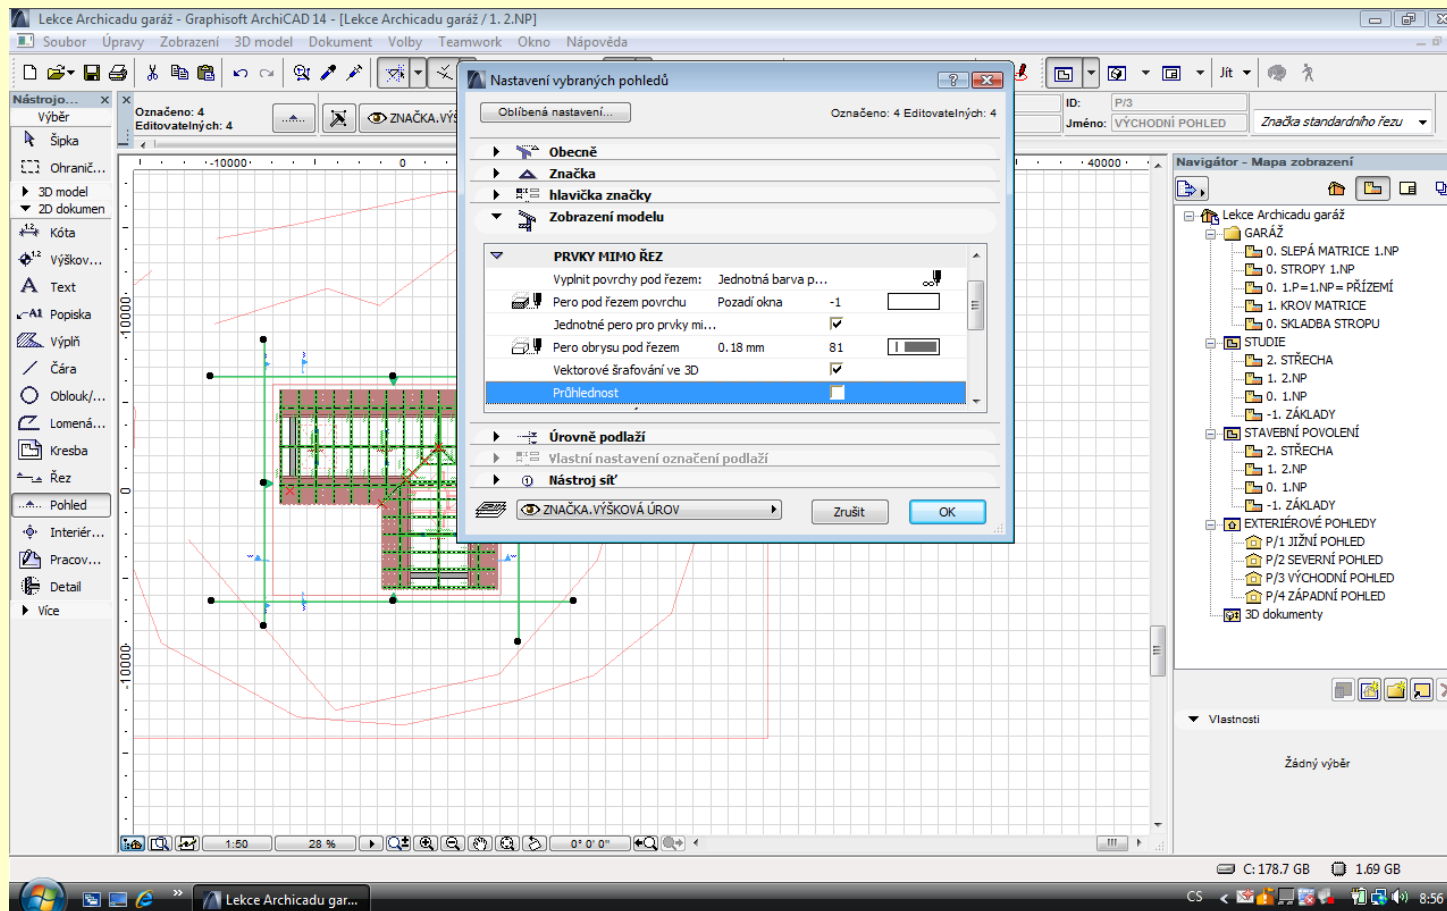 Lekce Archicadu garáž - Graphisoft ArchiCAD 14 - [Lekce Archicadu garáž / 1. 2.NP]
Soubor Úpravy Zobrazení 3D model Dokument Volby Teamwork Okno Nápověda
Jít
Nástrojo...
Výběr
Šipka
Ohranič...
3D model
2D dokumen
Kóta
Výškov...
Text
Popiska
Výplň
Čára
Oblouk/...
Lomená...
Kresba
Řez
Pohled
Interiér...
Pracov...
Detail
Více
Označeno: 4
Editovatelných: 4
ZNAČKA.VÝŠ
ID: P/3
Jméno: VÝCHODNÍ POHLED
Značka standardního řezu
-10000 0 40000
10000
0
-10000
Nastavení vybraných pohledů
Oblíbená nastavení...
Označeno: 4 Editovatelných: 4
Obecně
Značka
hlavička značky
Zobrazení modelu
PRVKY MIMO ŘEZ
Vyplnit povrchy pod řezem: Jednotná barva p...
Pero pod řezem povrchu Pozadí okna -1
Jednotné pero pro prvky mi...
Pero obrysu pod řezem 0.18 mm 81
Vektorové šrafování ve 3D
Průhlednost
Úrovně podlaží
Vlastní nastavení označení podlaží
Nástroj síť
ZNAČKA.VÝŠKOVÁ ÚROV
Zrušit
OK
Navigátor - Mapa zobrazení
Lekce Archicadu garáž
GARÁŽ
0. SLEPÁ MATRICE 1.NP
0. STROPY 1.NP
0. 1.P=1.NP= PŘÍZEMÍ
1. KROV MATRICE
0. SKLADBA STROPU
STUDIE
2. STŘECHA
1. 2.NP
0. 1.NP
-1. ZÁKLADY
STAVEBNÍ POVOLENÍ
2. STŘECHA
1. 2.NP
0. 1.NP
-1. ZÁKLADY
EXTERIÉROVÉ POHLEDY
P/1 JIŽNÍ POHLED
P/2 SEVERNÍ POHLED
P/3 VÝCHODNÍ POHLED
P/4 ZÁPADNÍ POHLED
3D dokumenty
Vlastnosti
Žádný výběr
1:50 28 % 0° 0' 0"
C: 178.7 GB 1.69 GB
Lekce Archicadu gar...
CS 8:56